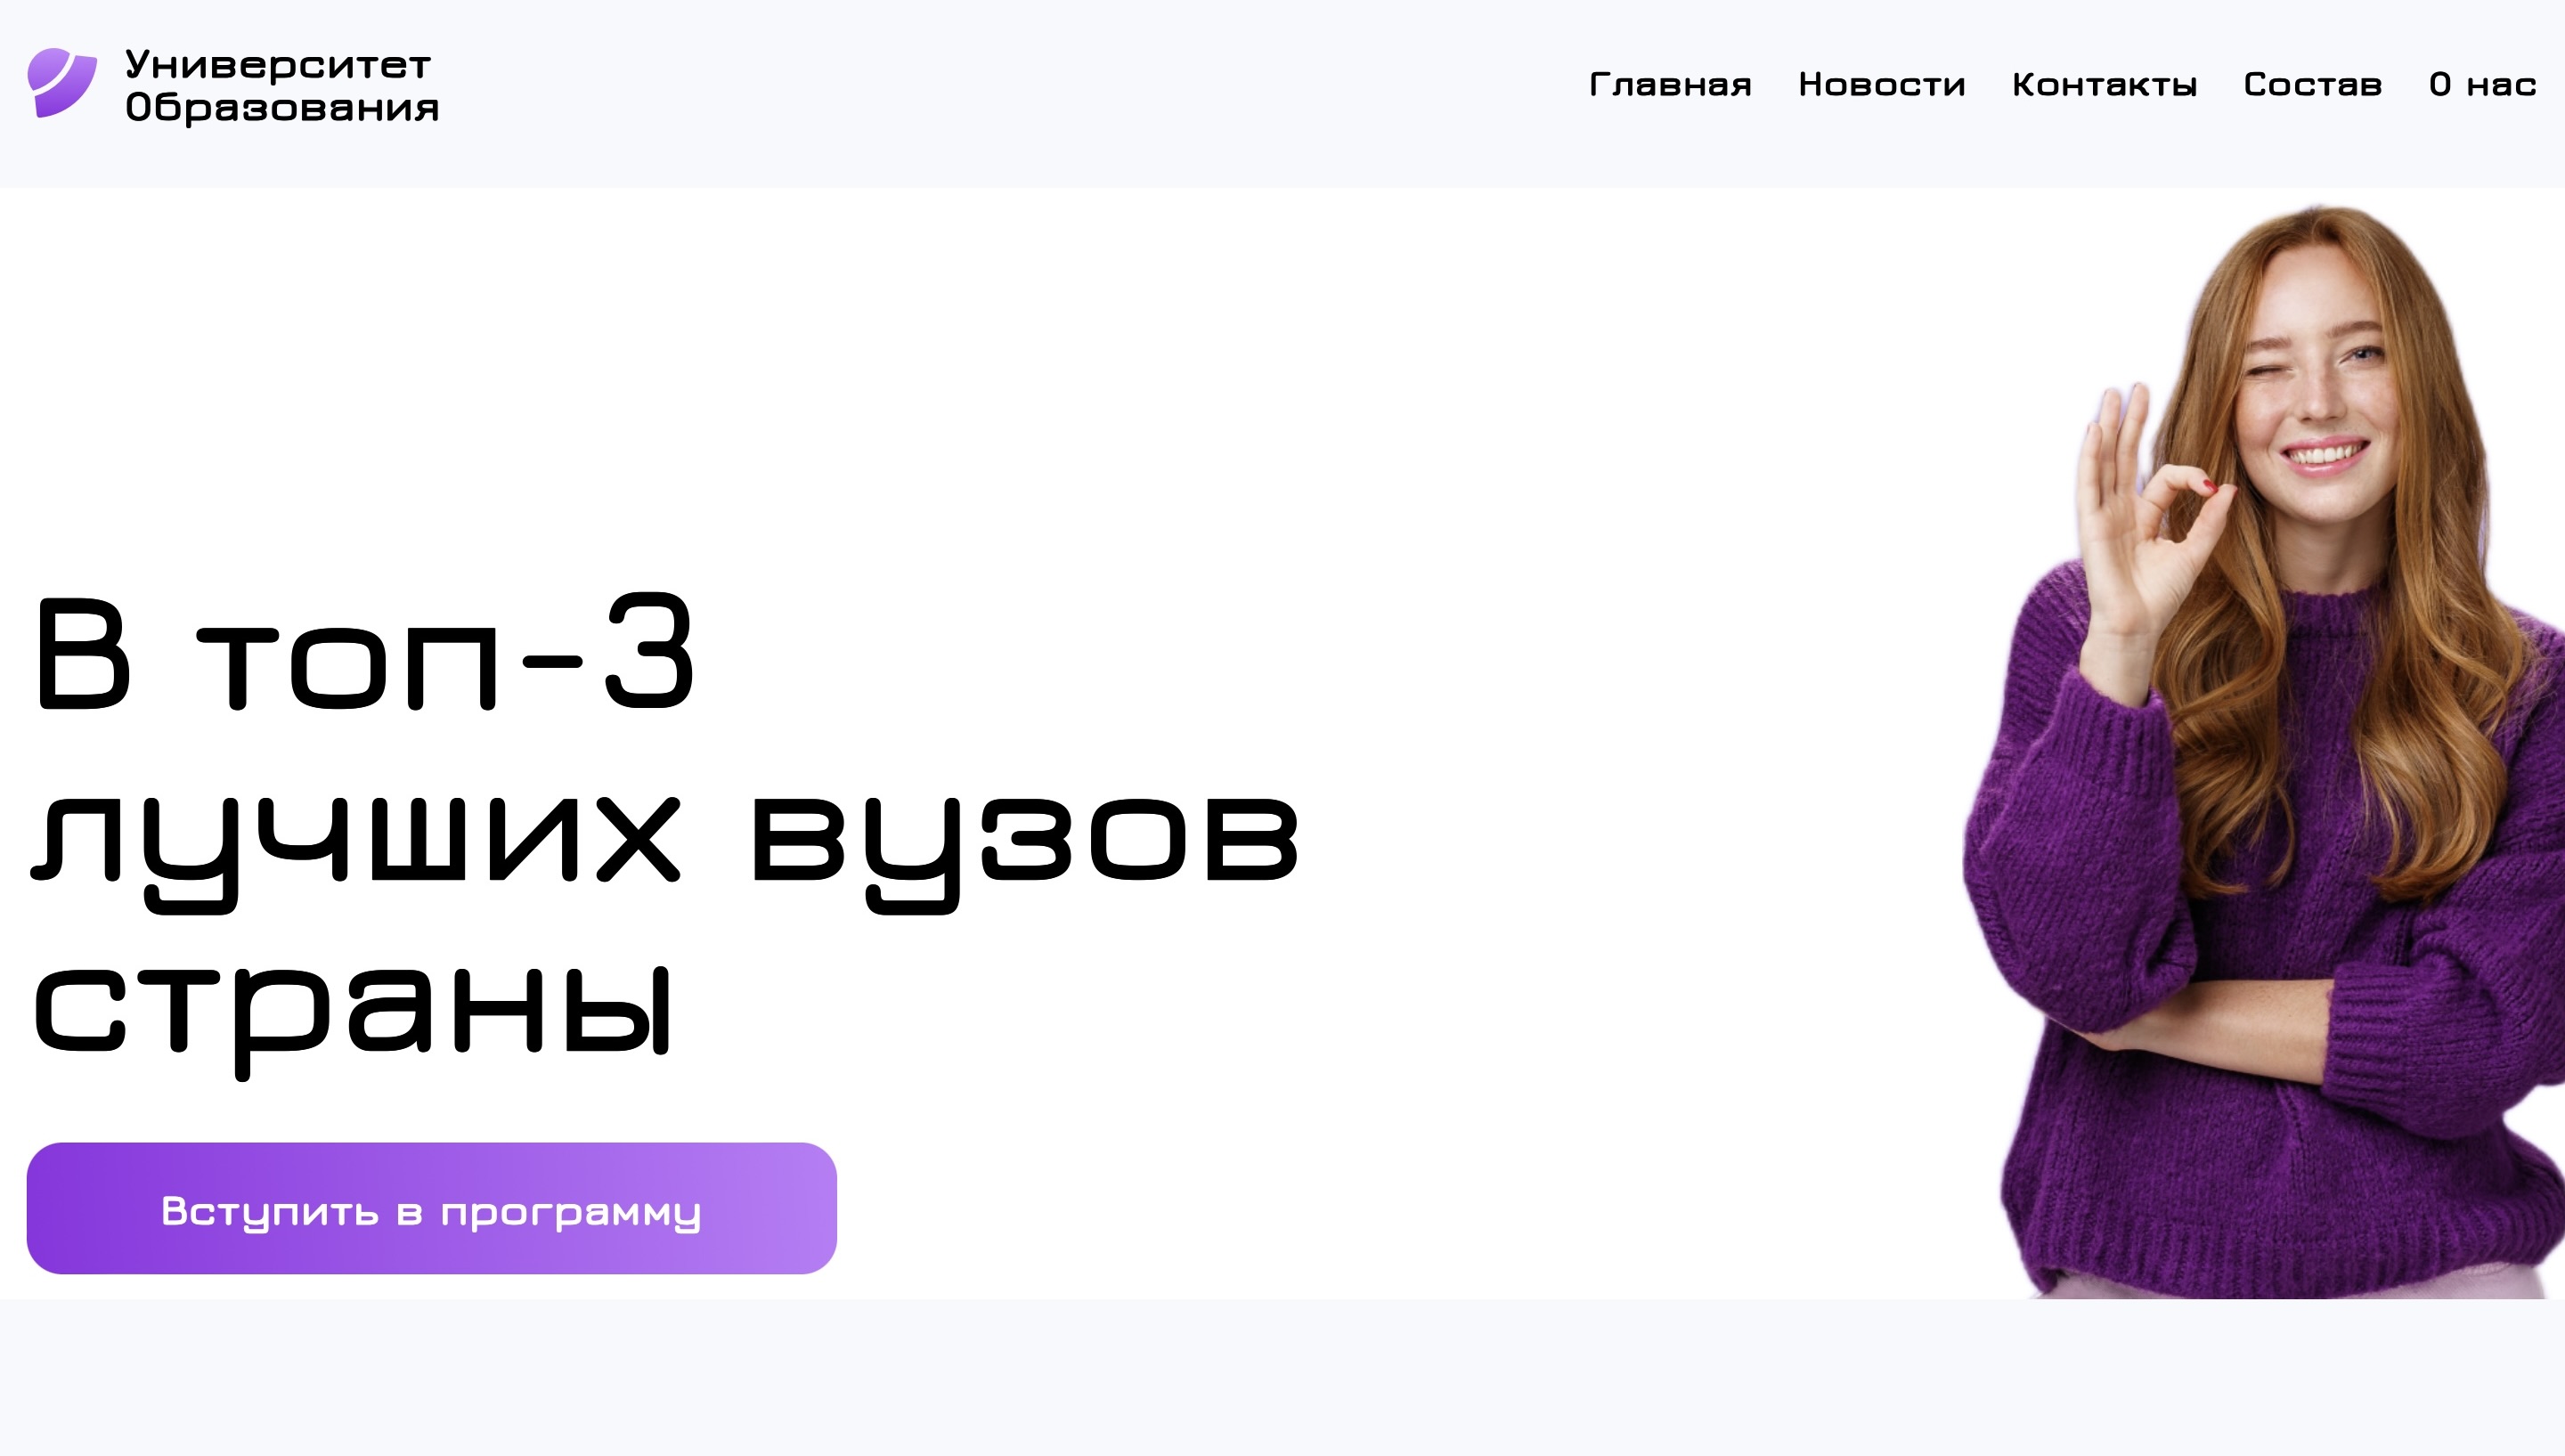 Университет
Образования
Главная
Новости
Контакты
Состав
О нас
В топ-3
лучших вузов
страны
Вступить в программу